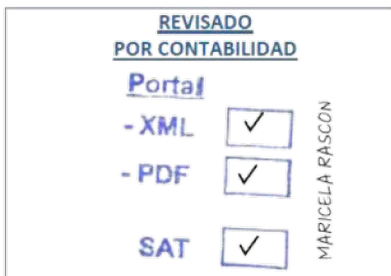 REVISADO
POR CONTABILIDAD
Portal
- XML ✓
- PDF ✓
SAT ✓
MARICELA RASCON